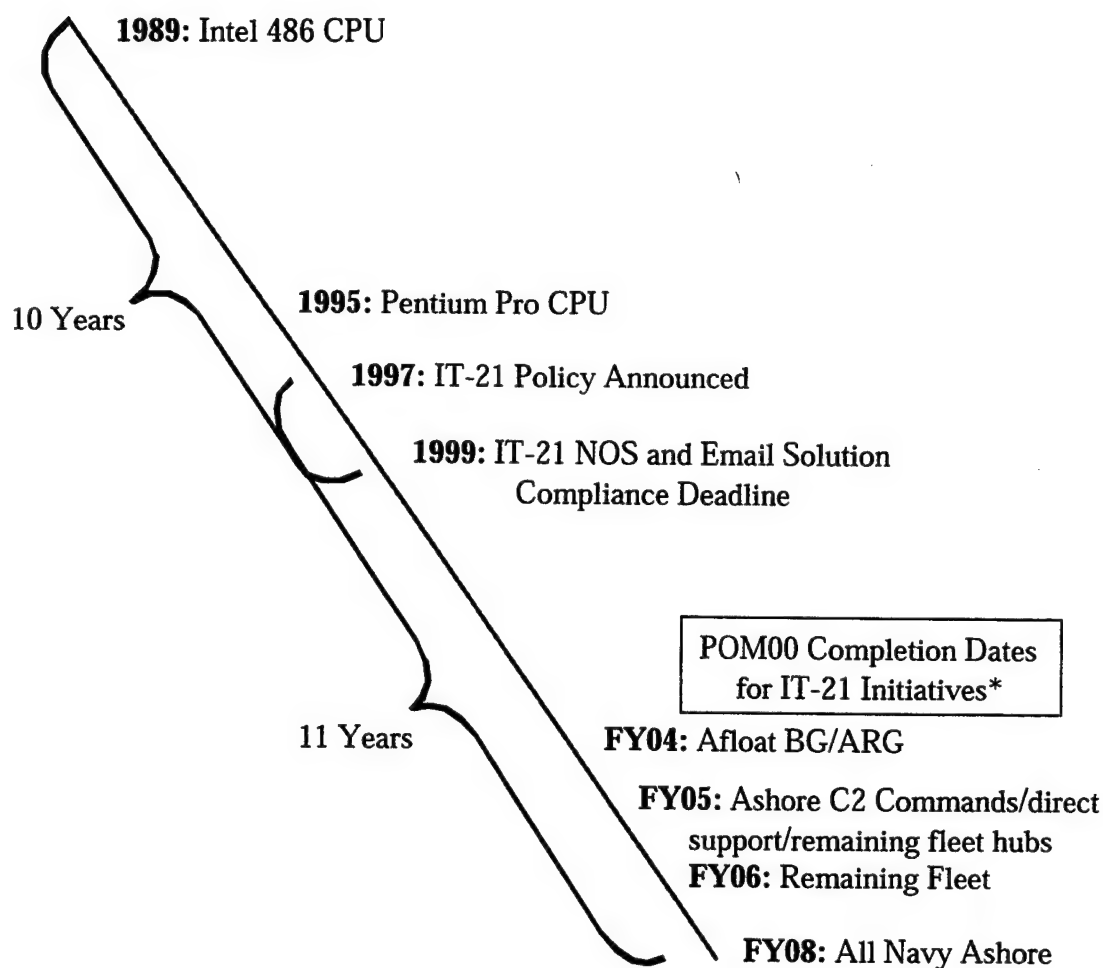 1989: Intel 486 CPU
1995: Pentium Pro CPU
10 Years
1997: IT-21 Policy Announced
1999: IT-21 NOS and Email Solution
Compliance Deadline
POM00 Completion Dates
for IT-21 Initiatives*
11 Years
FY04: Afloat BG/ARG
FY05: Ashore C2 Commands/direct
support/remaining fleet hubs
FY06: Remaining Fleet
FY08: All Navy Ashore